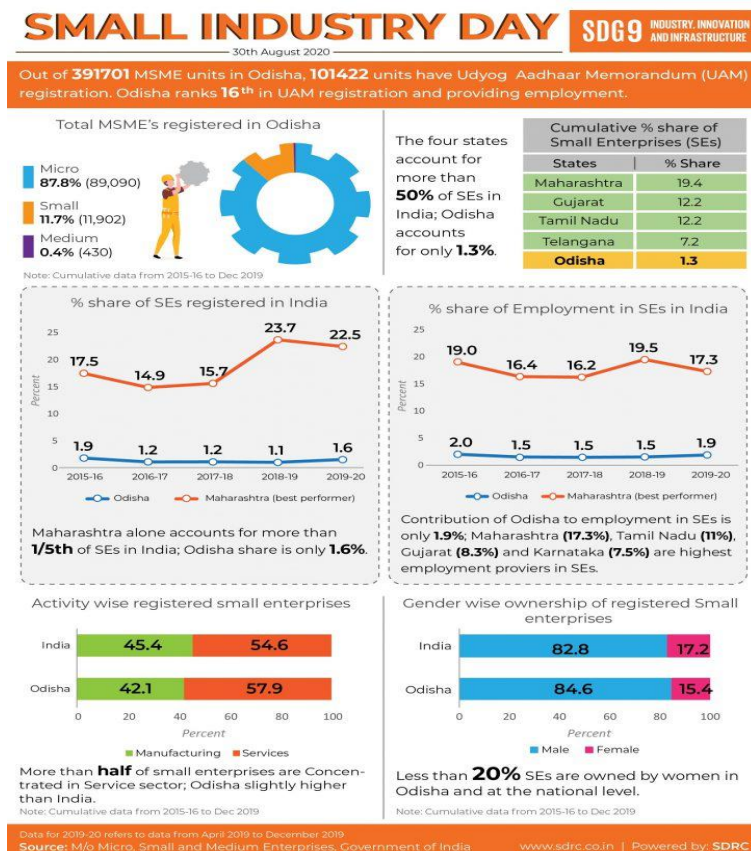 SMALL INDUSTRY DAY
30th August 2020
SDG9 INDUSTRY, INNOVATION
AND INFRASTRUCTURE
Out of 391701 MSME units in Odisha, 101422 units have Udyog Aadhaar Memorandum (UAM)
registration. Odisha ranks 16th in UAM registration and providing employment.
Total MSME's registered in Odisha
Micro
87.8% (89,090)
Small
11.7% (11,902)
Medium
0.4% (430)
Note: Cumulative data from 2015-16 to Dec 2019
The four states
account for
more than
50% of SEs in
India; Odisha
accounts
for only 1.3%.
Cumulative % share of
Small Enterprises (SEs)
States | % Share
Maharashtra 19.4
Gujarat 12.2
Tamil Nadu 12.2
Telangana 7.2
Odisha 1.3
% share of SEs registered in India
25
20
15
10
5
0
Percent
17.5 14.9 15.7 23.7 22.5
1.9 1.2 1.2 1.1 1.6
2015-16 2016-17 2017-18 2018-19 2019-20
Odisha Maharashtra (best performer)
Maharashtra alone accounts for more than
1/5th of SEs in India; Odisha share is only 1.6%.
% share of Employment in SEs in India
25
20
15
10
5
0
Percent
19.0 16.4 16.2 19.5 17.3
2.0 1.5 1.5 1.5 1.9
2015-16 2016-17 2017-18 2018-19 2019-20
Odisha Maharashtra (best performer)
Contribution of Odisha to employment in SEs is
only 1.9%; Maharashtra (17.3%), Tamil Nadu (11%),
Gujarat (8.3%) and Karnataka (7.5%) are highest
employment proviers in SEs.
Activity wise registered small enterprises
India 45.4 54.6
Odisha 42.1 57.9
0 20 40 60 80 100
Percent
Manufacturing Services
More than half of small enterprises are Concen-
trated in Service sector; Odisha slightly higher
than India.
Note: Cumulative data from 2015-16 to Dec 2019
Gender wise ownership of registered Small
enterprises
India 82.8 17.2
Odisha 84.6 15.4
0 20 40 60 80 100
Percent
Male Female
Less than 20% SEs are owned by women in
Odisha and at the national level.
Note: Cumulative data from 2015-16 to Dec 2019
Data for 2019-20 refers to data from April 2019 to December 2019
Source: M/o Micro, Small and Medium Enterprises, Government of India
www.sdrc.co.in | Powered by: SDRC